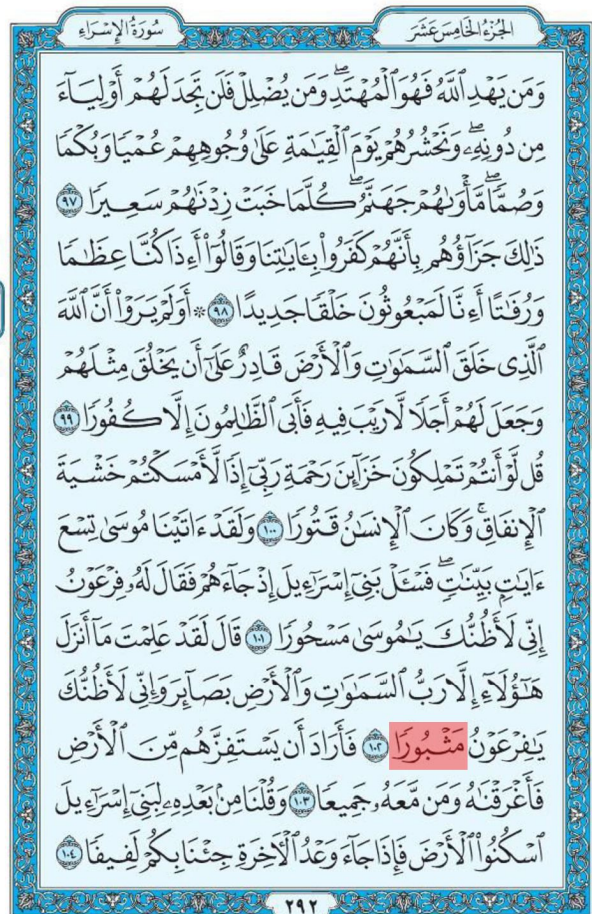 الجُزْءُ الخَامِسَ عَشَرَ
سُورَةُ الإِسْرَاءِ
وَمَن يَهْدِ ٱللَّهُ فَهُوَ ٱلْمُهْتَدِۖ وَمَن يُضْلِلْ فَلَن تَجِدَ لَهُمْ أَوْلِيَآءَ
مِن دُونِهِۦۖ وَنَحْشُرُهُمْ يَوْمَ ٱلْقِيَٰمَةِ عَلَىٰ وُجُوهِهِمْ عُمْيًا وَبُكْمًا
وَصُمًّاۖ مَّأْوَىٰهُمْ جَهَنَّمُۖ كُلَّمَا خَبَتْ زِدْنَٰهُمْ سَعِيرًا ٩٧
ذَٰلِكَ جَزَآؤُهُم بِأَنَّهُمْ كَفَرُوا۟ بِـَٔايَٰتِنَا وَقَالُوٓا۟ أَءِذَا كُنَّا عِظَٰمًا
وَرُفَٰتًا أَءِنَّا لَمَبْعُوثُونَ خَلْقًا جَدِيدًا ٩٨ ۞ أَوَلَمْ يَرَوْا۟ أَنَّ ٱللَّهَ
ٱلَّذِى خَلَقَ ٱلسَّمَٰوَٰتِ وَٱلْأَرْضَ قَادِرٌ عَلَىٰٓ أَن يَخْلُقَ مِثْلَهُمْ
وَجَعَلَ لَهُمْ أَجَلًا لَّا رَيْبَ فِيهِ فَأَبَى ٱلظَّٰلِمُونَ إِلَّا كُفُورًا ٩٩
قُل لَّوْ أَنتُمْ تَمْلِكُونَ خَزَآئِنَ رَحْمَةِ رَبِّىٓ إِذًا لَّأَمْسَكْتُمْ خَشْيَةَ
ٱلْإِنفَاقِۚ وَكَانَ ٱلْإِنسَٰنُ قَتُورًا ١٠٠ وَلَقَدْ ءَاتَيْنَا مُوسَىٰ تِسْعَ
ءَايَٰتٍۭ بَيِّنَٰتٍۖ فَسْـَٔلْ بَنِىٓ إِسْرَٰٓءِيلَ إِذْ جَآءَهُمْ فَقَالَ لَهُۥ فِرْعَوْنُ
إِنِّى لَأَظُنُّكَ يَٰمُوسَىٰ مَسْحُورًا ١٠١ قَالَ لَقَدْ عَلِمْتَ مَآ أَنزَلَ
هَٰٓؤُلَآءِ إِلَّا رَبُّ ٱلسَّمَٰوَٰتِ وَٱلْأَرْضِ بَصَآئِرَ وَإِنِّى لَأَظُنُّكَ
يَٰفِرْعَوْنُ مَثْبُورًا ١٠٢ فَأَرَادَ أَن يَسْتَفِزَّهُم مِّنَ ٱلْأَرْضِ
فَأَغْرَقْنَٰهُ وَمَن مَّعَهُۥ جَمِيعًا ١٠٣ وَقُلْنَا مِنۢ بَعْدِهِۦ لِبَنِىٓ إِسْرَٰٓءِيلَ
ٱسْكُنُوا۟ ٱلْأَرْضَ فَإِذَا جَآءَ وَعْدُ ٱلْءَاخِرَةِ جِئْنَا بِكُمْ لَفِيفًا ١٠٤
٢٩٢